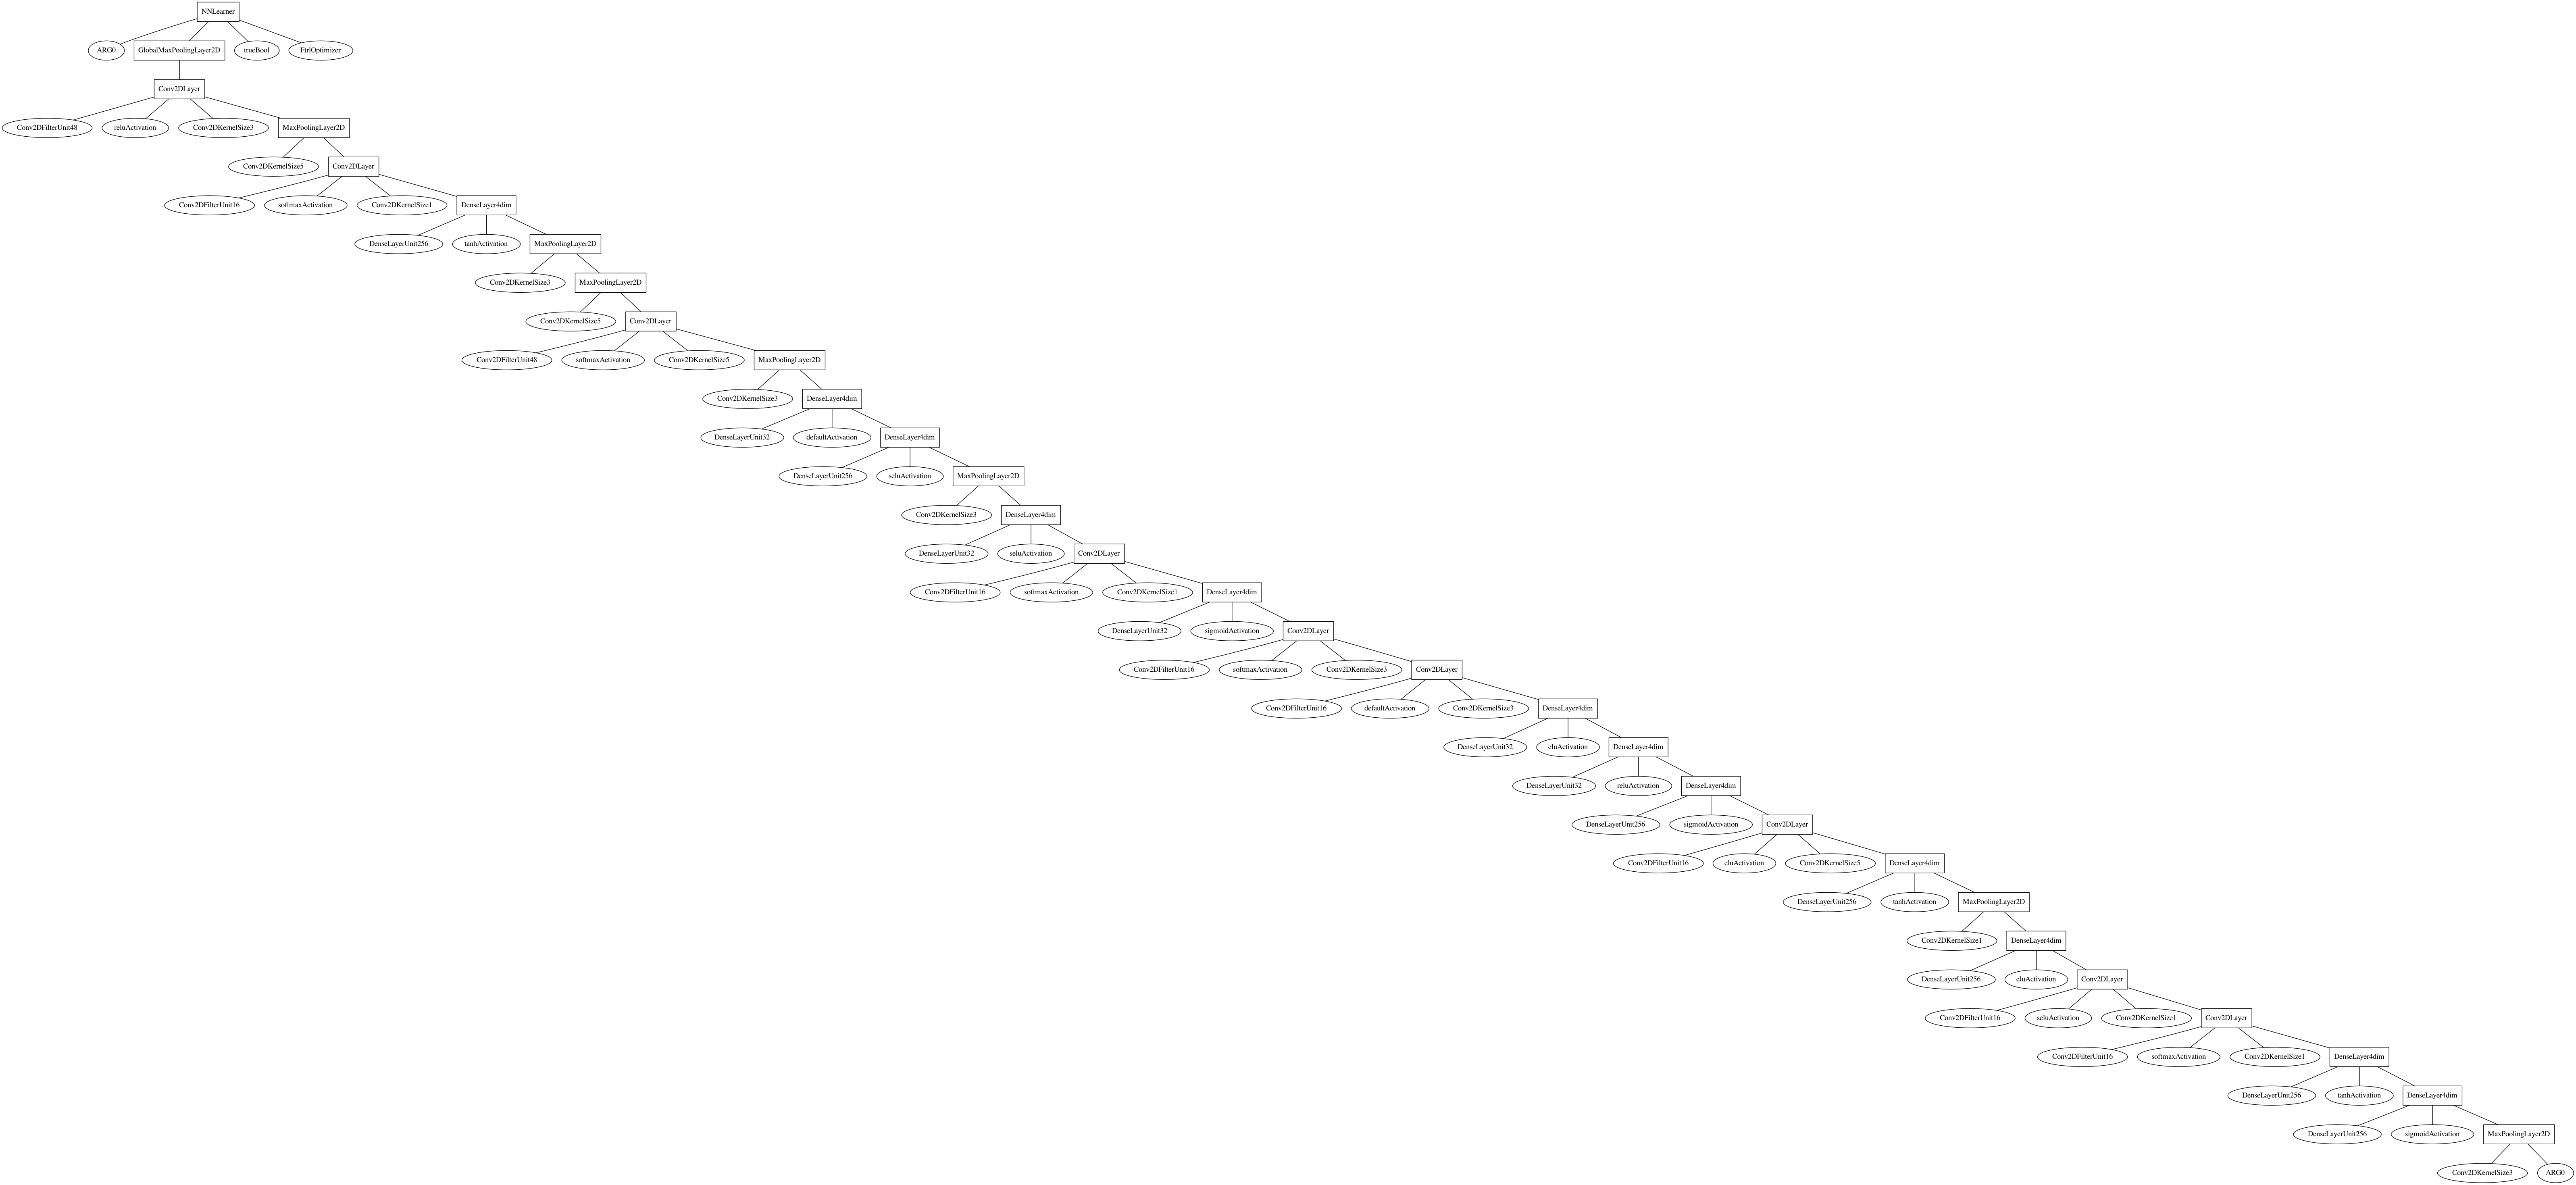 NNLearner
ARG0 GlobalMaxPoolingLayer2D trueBool FtrlOptimizer
Conv2DLayer
Conv2DFilterUnit48 reluActivation Conv2DKernelSize3 MaxPoolingLayer2D
Conv2DKernelSize5 Conv2DLayer
Conv2DFilterUnit16 softmaxActivation Conv2DKernelSize1 DenseLayer4dim
DenseLayerUnit256 tanhActivation MaxPoolingLayer2D
Conv2DKernelSize3 MaxPoolingLayer2D
Conv2DKernelSize5 Conv2DLayer
Conv2DFilterUnit48 softmaxActivation Conv2DKernelSize5 MaxPoolingLayer2D
Conv2DKernelSize3 DenseLayer4dim
DenseLayerUnit32 defaultActivation DenseLayer4dim
DenseLayerUnit256 seluActivation MaxPoolingLayer2D
Conv2DKernelSize3 DenseLayer4dim
DenseLayerUnit32 seluActivation Conv2DLayer
Conv2DFilterUnit16 softmaxActivation Conv2DKernelSize1 DenseLayer4dim
DenseLayerUnit32 sigmoidActivation Conv2DLayer
Conv2DFilterUnit16 softmaxActivation Conv2DKernelSize3 Conv2DLayer
Conv2DFilterUnit16 defaultActivation Conv2DKernelSize3 DenseLayer4dim
DenseLayerUnit32 eluActivation DenseLayer4dim
DenseLayerUnit32 reluActivation DenseLayer4dim
DenseLayerUnit256 sigmoidActivation Conv2DLayer
Conv2DFilterUnit16 eluActivation Conv2DKernelSize5 DenseLayer4dim
DenseLayerUnit256 tanhActivation MaxPoolingLayer2D
Conv2DKernelSize1 DenseLayer4dim
DenseLayerUnit256 eluActivation Conv2DLayer
Conv2DFilterUnit16 seluActivation Conv2DKernelSize1 Conv2DLayer
Conv2DFilterUnit16 softmaxActivation Conv2DKernelSize1 DenseLayer4dim
DenseLayerUnit256 tanhActivation DenseLayer4dim
DenseLayerUnit256 sigmoidActivation MaxPoolingLayer2D
Conv2DKernelSize3 ARG0